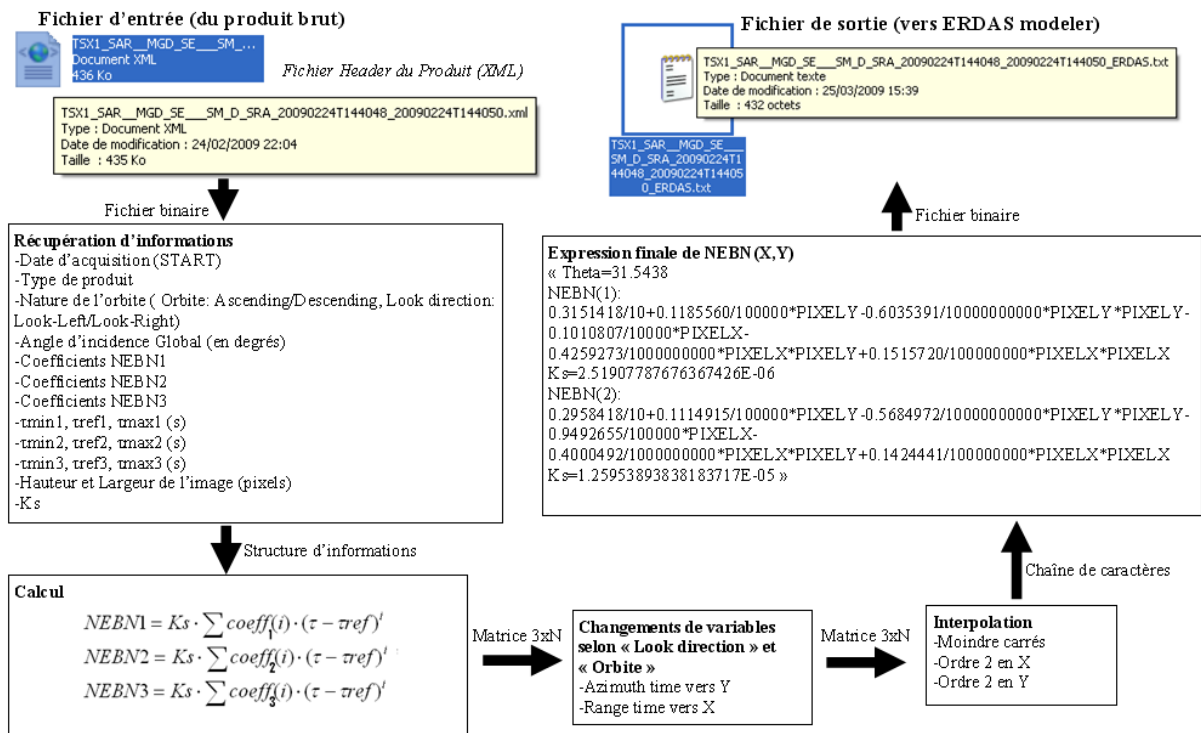 Fichier d'entrée (du produit brut)
TSX1_SAR__MGD_SE___SM_...
Document XML
436 Ko
Fichier Header du Produit (XML)
TSX1_SAR__MGD_SE___SM_D_SRA_20090224T144048_20090224T144050.xml
Type : Document XML
Date de modification : 24/02/2009 22:04
Taille : 435 Ko
Fichier binaire
Récupération d'informations
-Date d'acquisition (START)
-Type de produit
-Nature de l'orbite ( Orbite: Ascending/Descending, Look direction:
Look-Left/Look-Right)
-Angle d'incidence Global (en degrés)
-Coefficients NEBN1
-Coefficients NEBN2
-Coefficients NEBN3
-τmin1, τref1, τmax1 (s)
-τmin2, τref2, τmax2 (s)
-τmin3, τref3, τmax3 (s)
-Hauteur et Largeur de l'image (pixels)
-Ks
Structure d'informations
Calcul
NEBN1 = Ks · ∑ coeff1(i) · (τ − τref)^i
NEBN2 = Ks · ∑ coeff2(i) · (τ − τref)^i
NEBN3 = Ks · ∑ coeff3(i) · (τ − τref)^i
Matrice 3xN
Changements de variables
selon « Look direction » et
« Orbite »
-Azimuth time vers Y
-Range time vers X
Matrice 3xN
Interpolation
-Moindre carrés
-Ordre 2 en X
-Ordre 2 en Y
Chaîne de caractères
Expression finale de NEBN(X,Y)
« Theta=31.5438
NEBN(1):
0.3151418/10+0.1185560/100000*PIXELY-0.6035391/10000000000*PIXELY*PIXELY-
0.1010807/10000*PIXELX-
0.4259273/1000000000*PIXELX*PIXELY+0.1515720/100000000*PIXELX*PIXELX
Ks=2.51907787676367426E-06
NEBN(2):
0.2958418/10+0.1114915/100000*PIXELY-0.5684972/10000000000*PIXELY*PIXELY-
0.9492655/100000*PIXELX-
0.4000492/1000000000*PIXELX*PIXELY+0.1424441/100000000*PIXELX*PIXELX
Ks=1.25953893838183717E-05 »
Fichier binaire
Fichier de sortie (vers ERDAS modeler)
TSX1_SAR__MGD_SE___SM_D_SRA_20090224T144048_20090224T144050_ERDAS.txt
Type : Document texte
Date de modification : 25/03/2009 15:39
Taille : 432 octets
TSX1_SAR__MGD_SE___
SM_D_SRA_20090224T1
44048_20090224T14405
0_ERDAS.txt